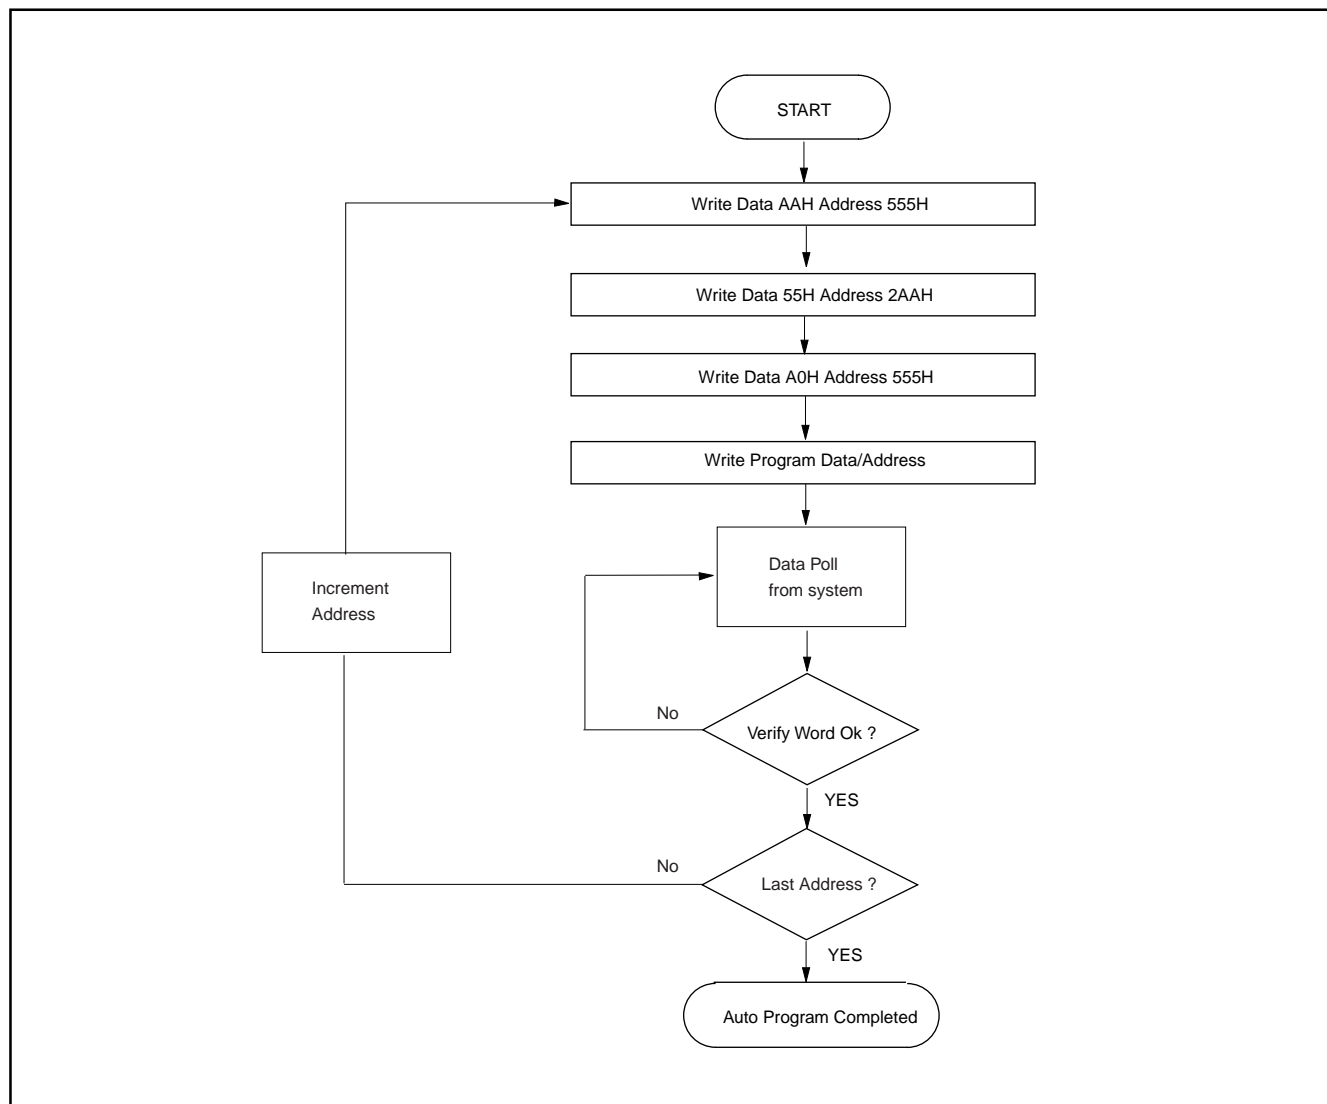 START
Write Data AAH Address 555H
Write Data 55H Address 2AAH
Write Data A0H Address 555H
Write Program Data/Address
Data Poll
from system
Increment
Address
No
Verify Word Ok ?
YES
No
Last Address ?
YES
Auto Program Completed